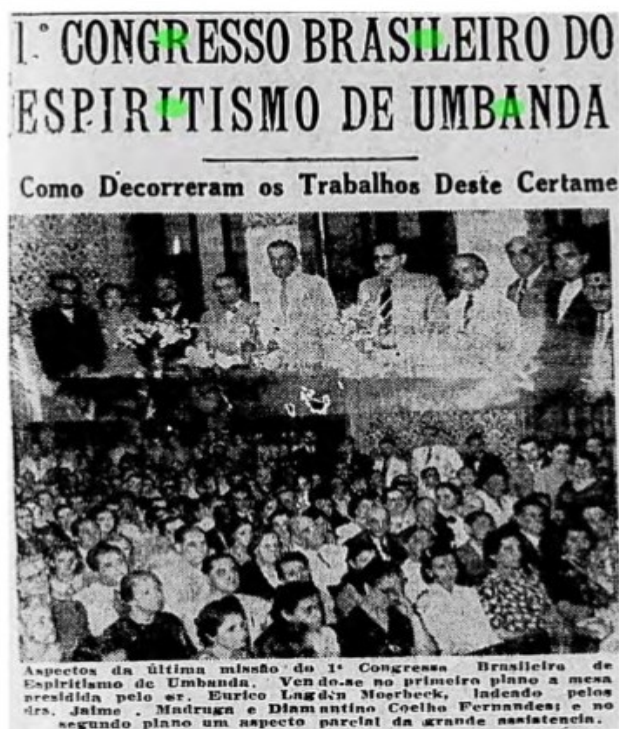 1.º CONGRESSO BRASILEIRO DO
ESPIRITISMO DE UMBANDA
Como Decorreram os Trabalhos Deste Certame
Aspectos da última missão do 1º Congresso Brasileiro de
Espiritismo de Umbanda. Vendo-se no primeiro plano a mesa
presidida pelo sr. Eurico Lagdën Moerbeck, ladeado pelos
drs. Jaime . Madruga e Diamantino Coelho Fernandes; e no
segundo plano um aspecto parcial da grande assistencia.